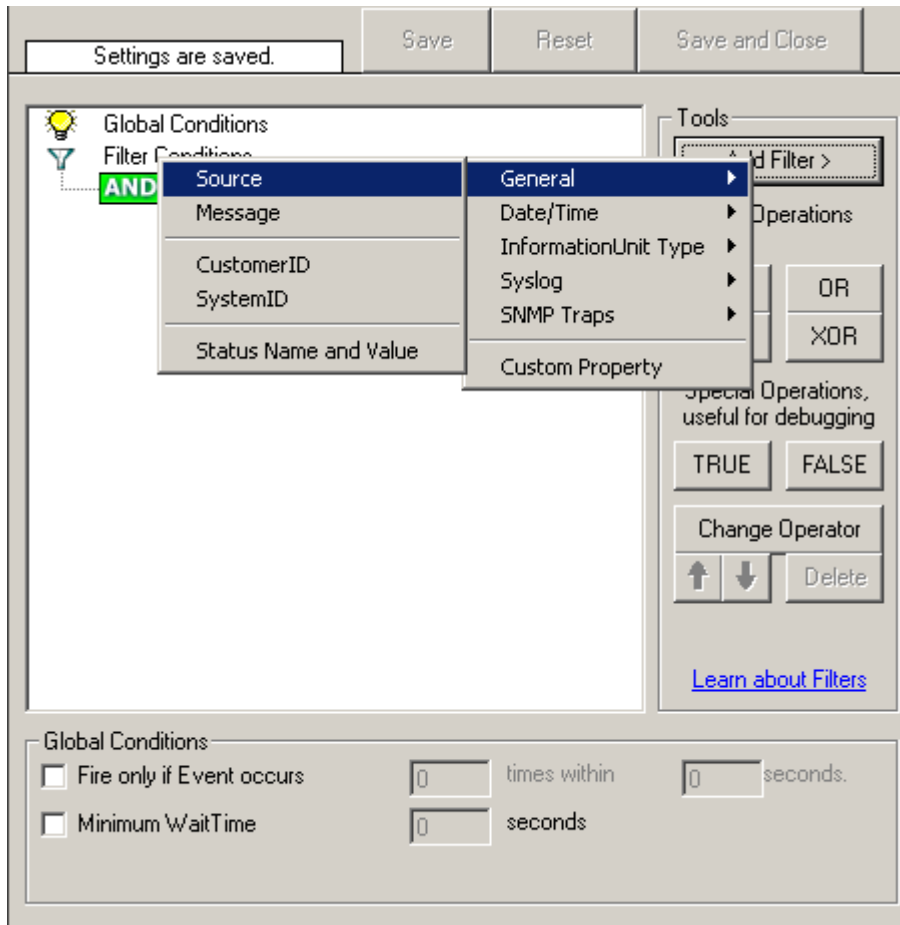 Settings are saved.
Save
Reset
Save and Close
Global Conditions
Filter Conditions
AND
Source
Message
CustomerID
SystemID
Status Name and Value
General
Date/Time
InformationUnit Type
Syslog
SNMP Traps
Custom Property
Tools
Filter >
Operations
OR
XOR
Special Operations,
useful for debugging
TRUE
FALSE
Change Operator
Delete
Learn about Filters
Global Conditions
Fire only if Event occurs
0
times within
0
seconds.
Minimum WaitTime
0
seconds